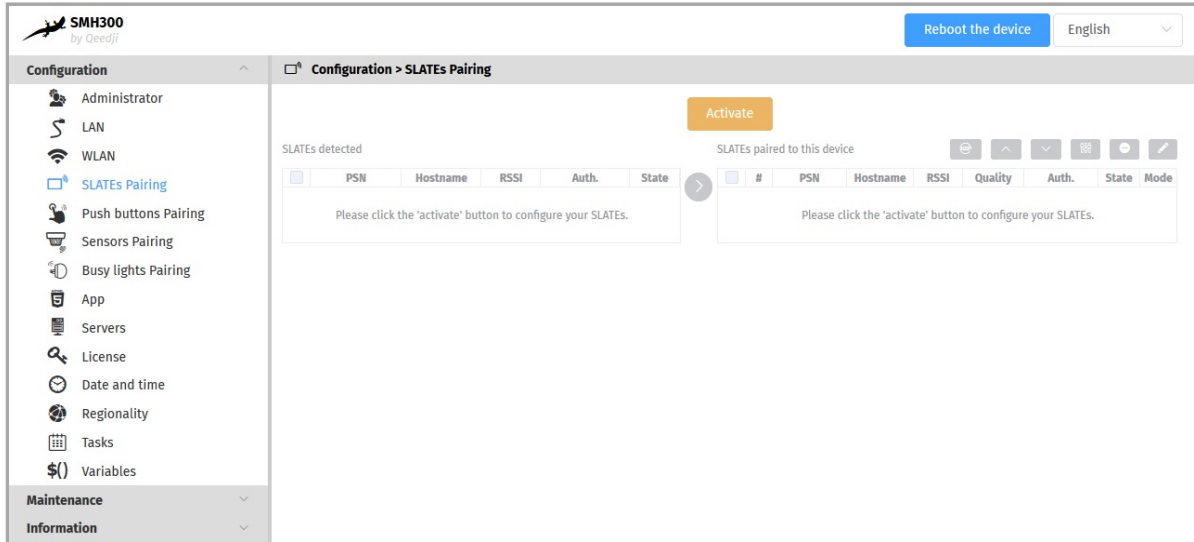 SMH300
by Qeedji
Reboot the device
English
Configuration
Configuration > SLATEs Pairing
Administrator
LAN
WLAN
SLATEs Pairing
Push buttons Pairing
Sensors Pairing
Busy lights Pairing
App
Servers
License
Date and time
Regionality
Tasks
$() Variables
Maintenance
Information
Activate
SLATEs detected
PSN Hostname RSSI Auth. State
Please click the 'activate' button to configure your SLATEs.
SLATEs paired to this device
# PSN Hostname RSSI Quality Auth. State Mode
Please click the 'activate' button to configure your SLATEs.